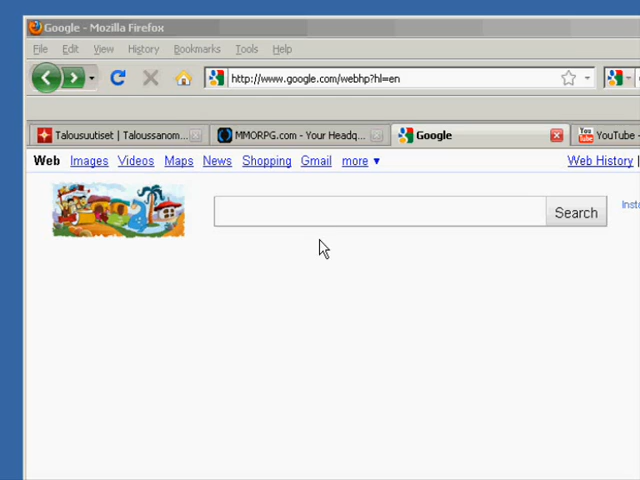 Google - Mozilla Firefox
File Edit View History Bookmarks Tools Help
http://www.google.com/webhp?hl=en
Talousuutiset | Taloussanom... MMORPG.com - Your Headq... Google YouTube -
Web Images Videos Maps News Shopping Gmail more ▼ Web History |
Search Insta